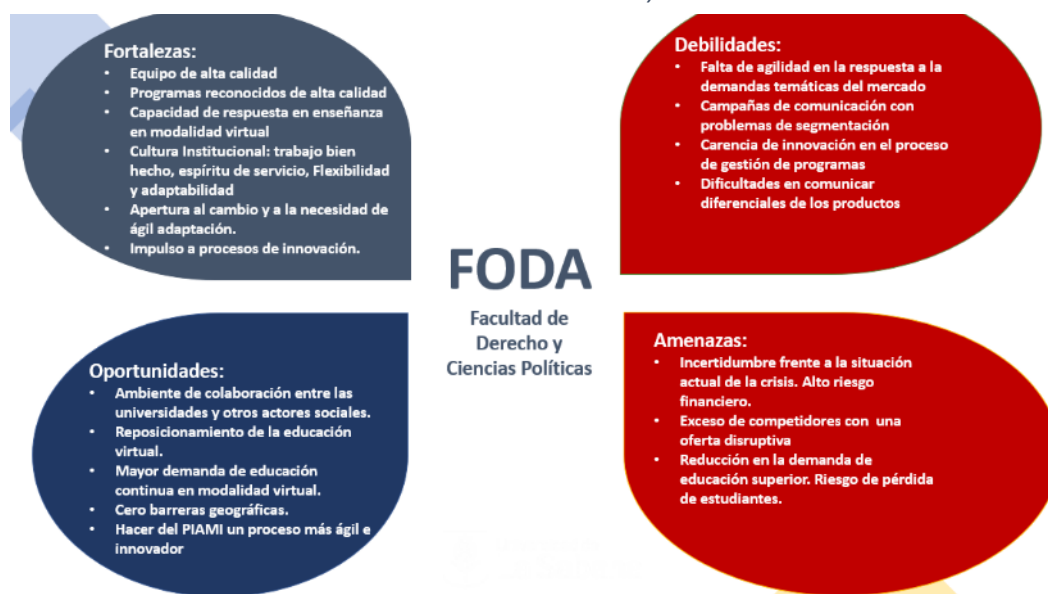 Fortalezas:
• Equipo de alta calidad
• Programas reconocidos de alta calidad
• Capacidad de respuesta en enseñanza
en modalidad virtual
• Cultura Institucional: trabajo bien
hecho, espíritu de servicio, Flexibilidad
y adaptabilidad
• Apertura al cambio y a la necesidad de
ágil adaptación.
• Impulso a procesos de innovación.
Debilidades:
• Falta de agilidad en la respuesta a la
demandas temáticas del mercado
• Campañas de comunicación con
problemas de segmentación
• Carencia de innovación en el proceso
de gestión de programas
• Dificultades en comunicar
diferenciales de los productos
FODA
Facultad de
Derecho y
Ciencias Políticas
Oportunidades:
• Ambiente de colaboración entre las
universidades y otros actores sociales.
• Reposicionamiento de la educación
virtual.
• Mayor demanda de educación
continua en modalidad virtual.
• Cero barreras geográficas.
• Hacer del PIAMI un proceso más ágil e
innovador
Amenazas:
• Incertidumbre frente a la situación
actual de la crisis. Alto riesgo
financiero.
• Exceso de competidores con una
oferta disruptiva
• Reducción en la demanda de
educación superior. Riesgo de pérdida
de estudiantes.